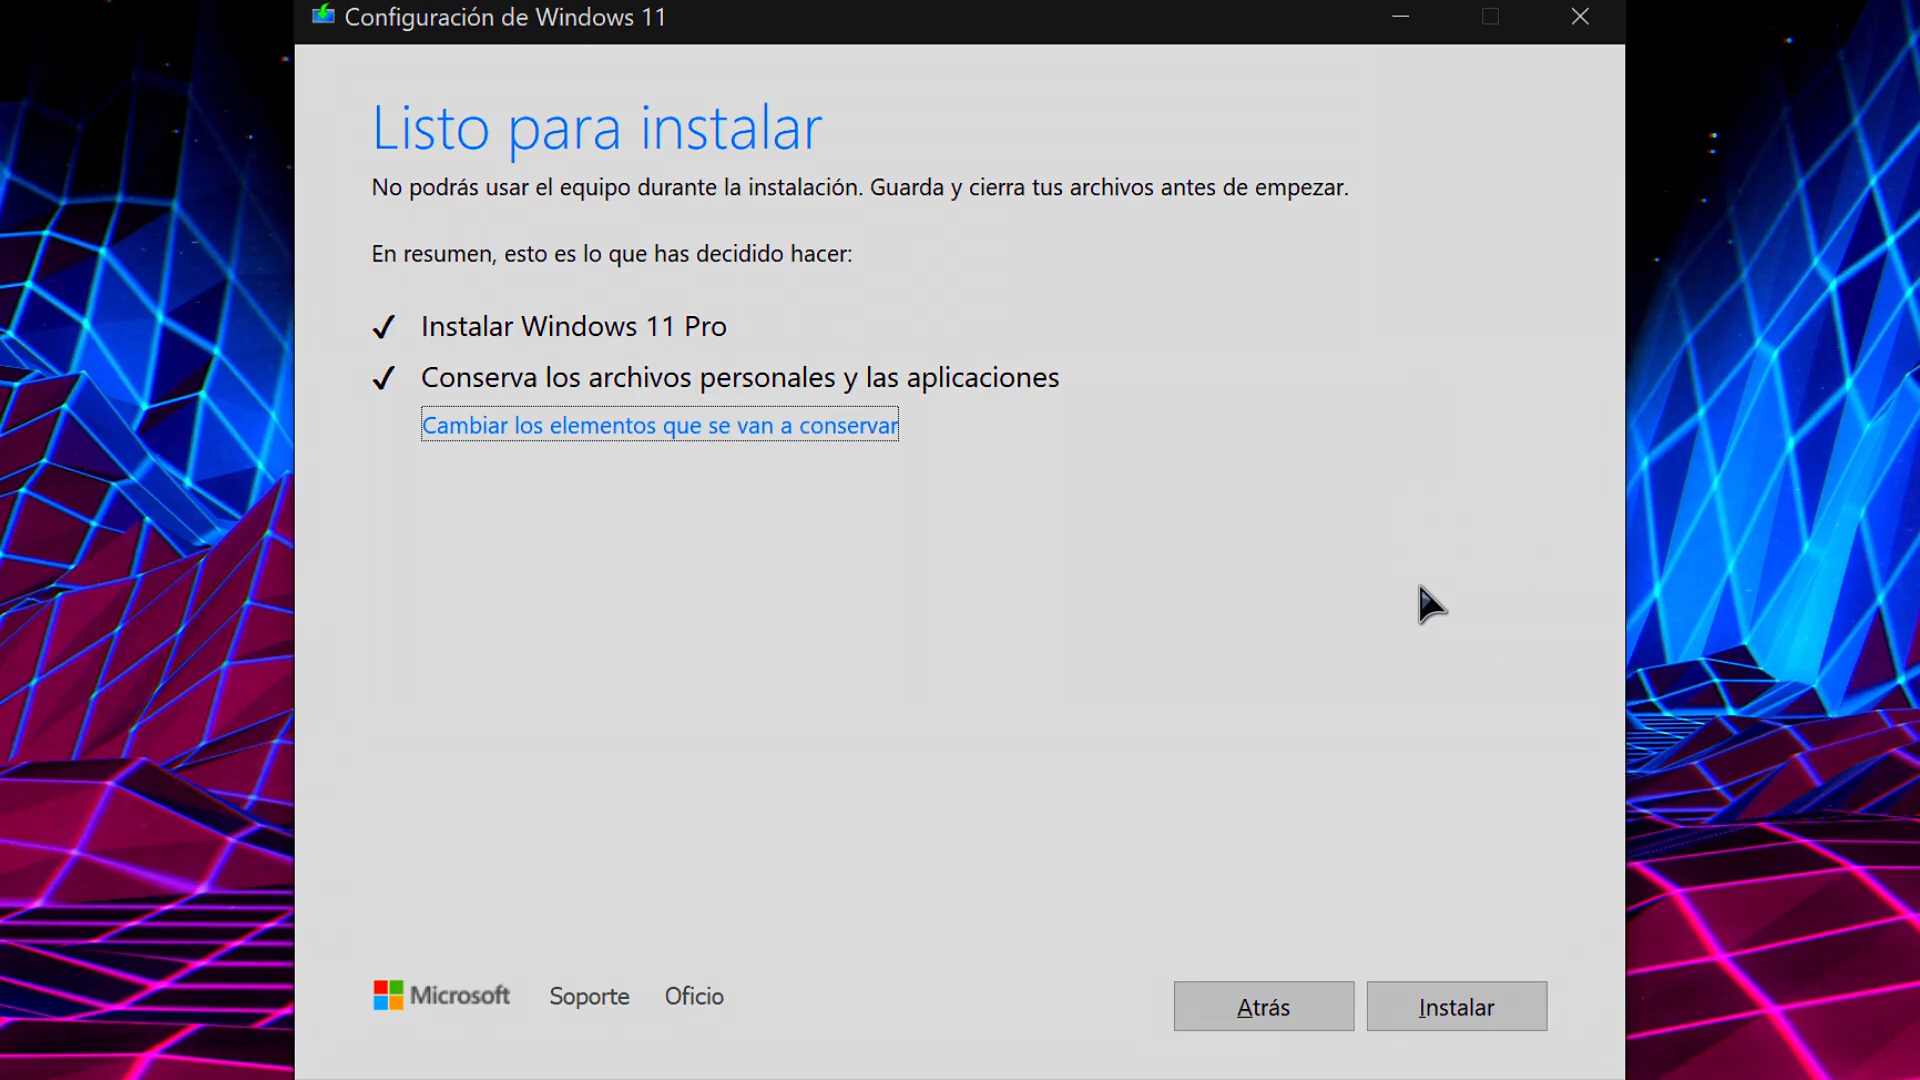 Configuración de Windows 11
Listo para instalar
No podrás usar el equipo durante la instalación. Guarda y cierra tus archivos antes de empezar.
En resumen, esto es lo que has decidido hacer:
Instalar Windows 11 Pro
Conserva los archivos personales y las aplicaciones
Cambiar los elementos que se van a conservar
Microsoft Soporte Oficio Atrás Instalar